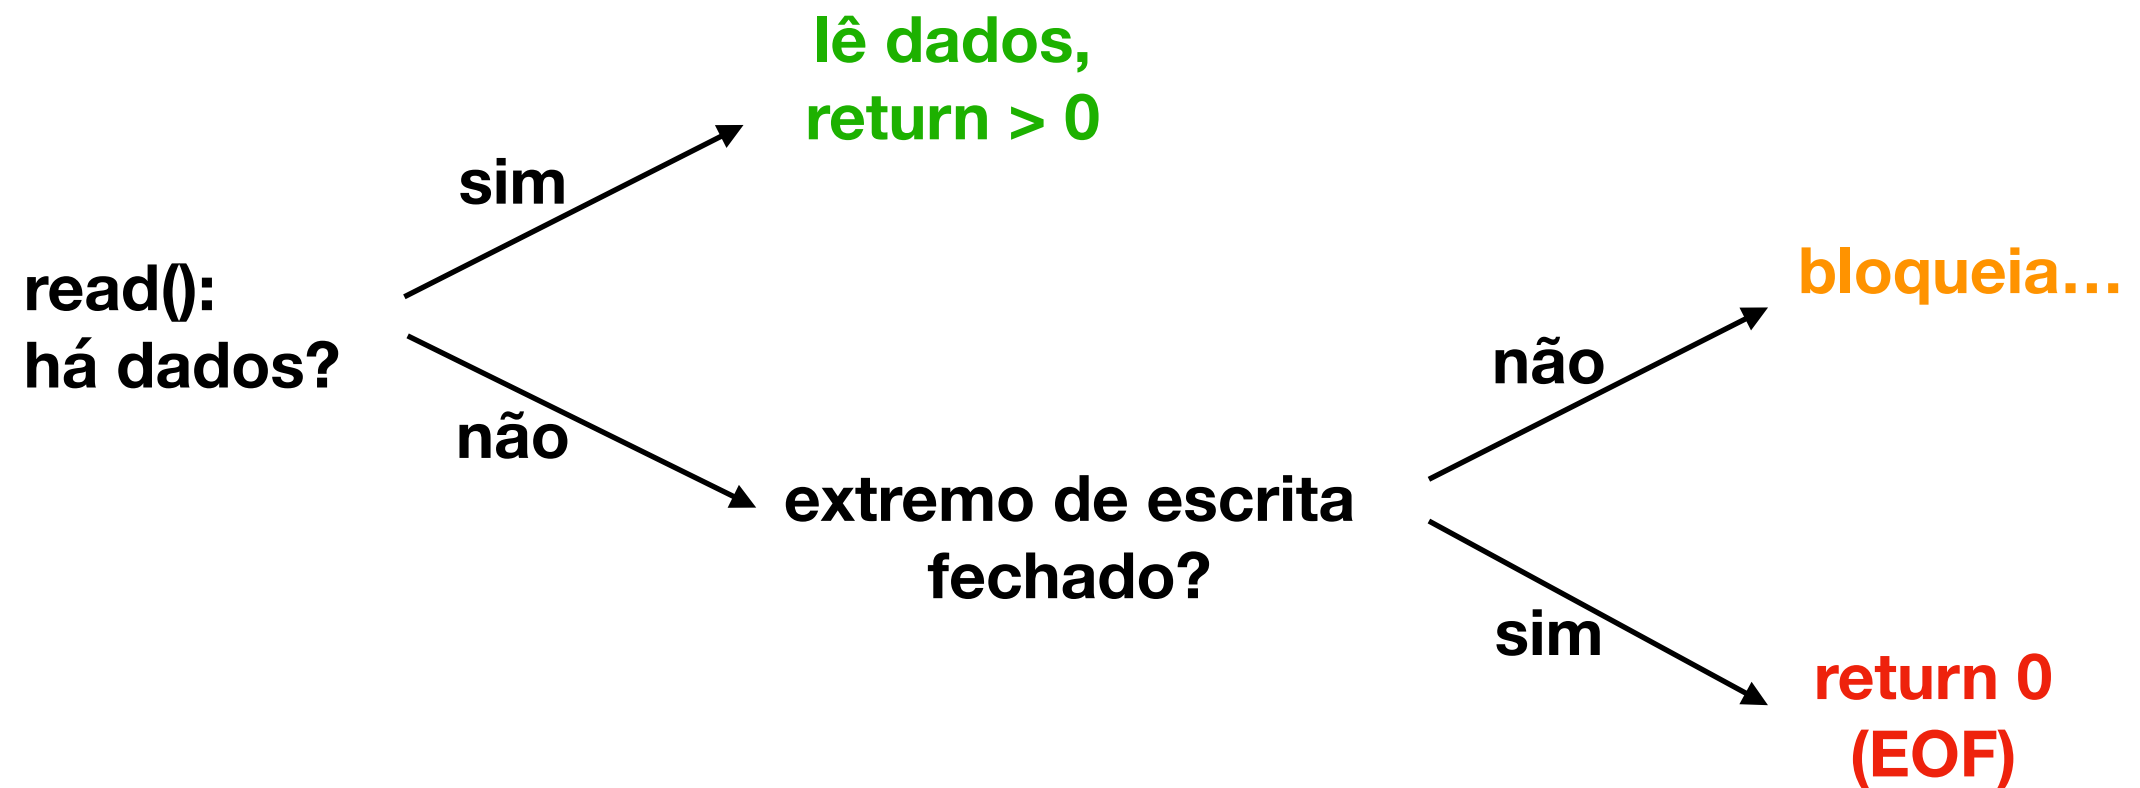 lê dados,
return > 0
sim
read():
há dados?
não
extremo de escrita
fechado?
não
bloqueia…
sim
return 0
(EOF)